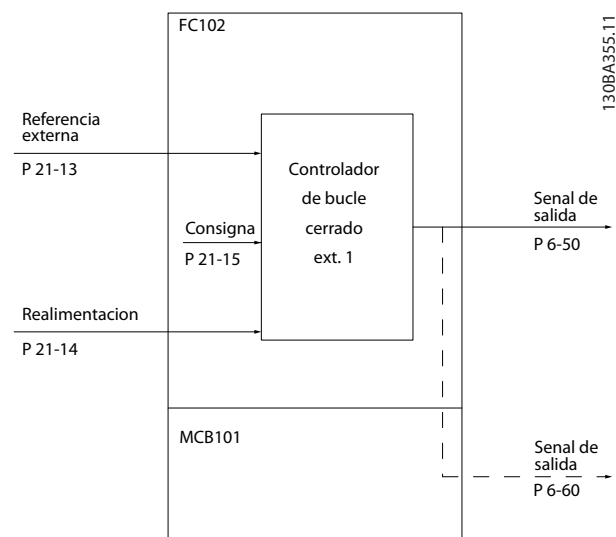 FC102
130BA355.11
Referencia
externa
P 21-13
Controlador
de bucle
cerrado
ext. 1
Consigna
P 21-15
Senal de
salida
P 6-50
Realimentacion
P 21-14
MCB101
Senal de
salida
P 6-60